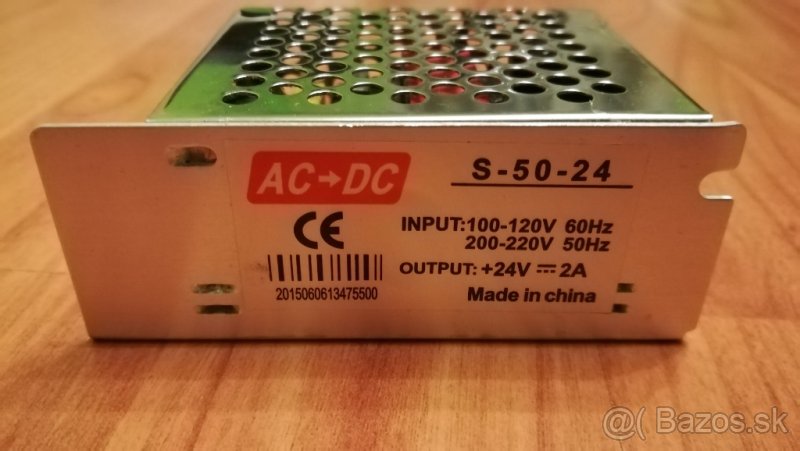 AC→DC
S-50-24
CE
INPUT:100-120V 60Hz
200-220V 50Hz
OUTPUT: +24V ⎓ 2A
2015060613475500
Made in china
@( Bazos.sk